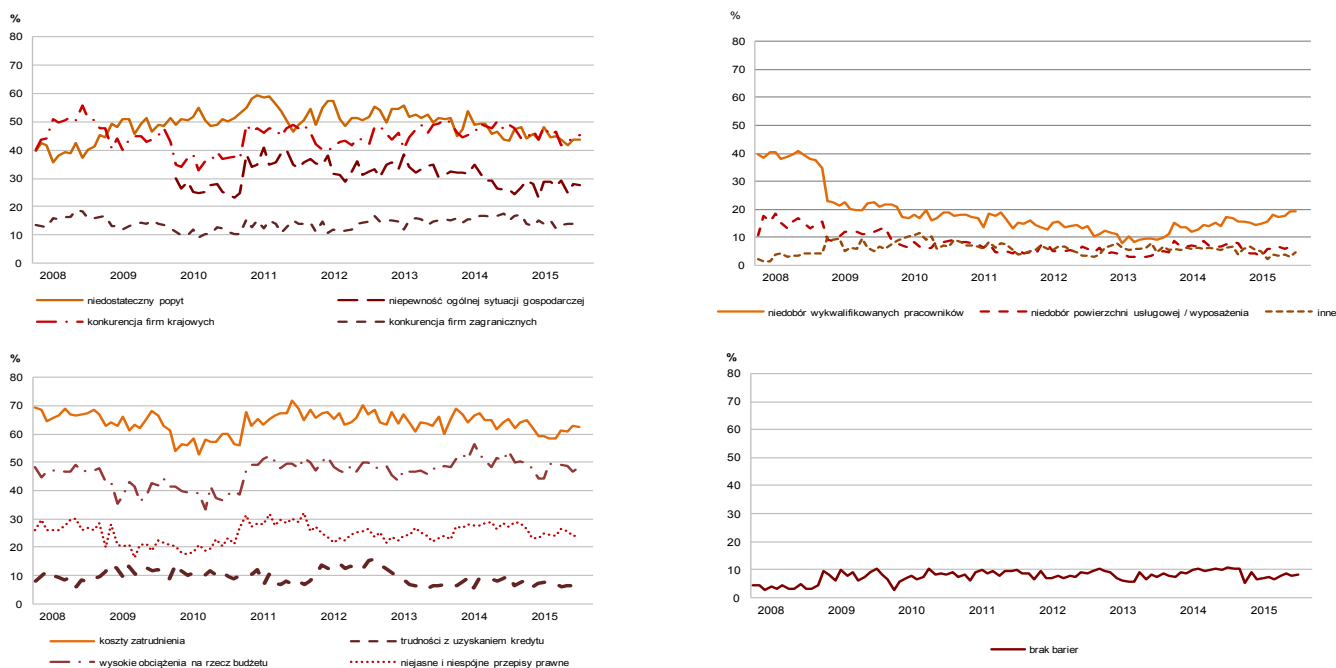 %
80
70
60
50
40
30
20
10
0
2008 2009 2010 2011 2012 2013 2014 2015
niedostateczny popyt
niepewność ogólnej sytuacji gospodarczej
konkurencja firm krajowych
konkurencja firm zagranicznych
%
80
70
60
50
40
30
20
10
0
2008 2009 2010 2011 2012 2013 2014 2015
niedobór wykwalifikowanych pracowników
niedobór powierzchni usługowej / wyposażenia
inne
%
80
70
60
50
40
30
20
10
0
2008 2009 2010 2011 2012 2013 2014 2015
koszty zatrudnienia
trudności z uzyskaniem kredytu
wysokie obciążenia na rzecz budżetu
niejasne i niespójne przepisy prawne
%
80
70
60
50
40
30
20
10
0
2008 2009 2010 2011 2012 2013 2014 2015
brak barier